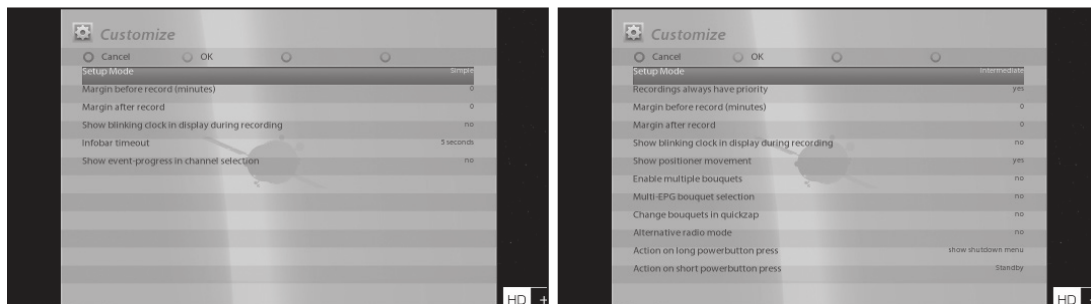 Customize
Cancel OK
Setup Mode Simple
Margin before record (minutes) 0
Margin after record 0
Show blinking clock in display during recording no
Infobar timeout 5 seconds
Show event-progress in channel selection no
HD +
Customize
Cancel OK
Setup Mode Intermediate
Recordings always have priority yes
Margin before record (minutes) 0
Margin after record 0
Show blinking clock in display during recording no
Show positioner movement yes
Enable multiple bouquets no
Multi-EPG bouquet selection no
Change bouquets in quickzap no
Alternative radio mode no
Action on long powerbutton press show shutdown menu
Action on short powerbutton press Standby
HD